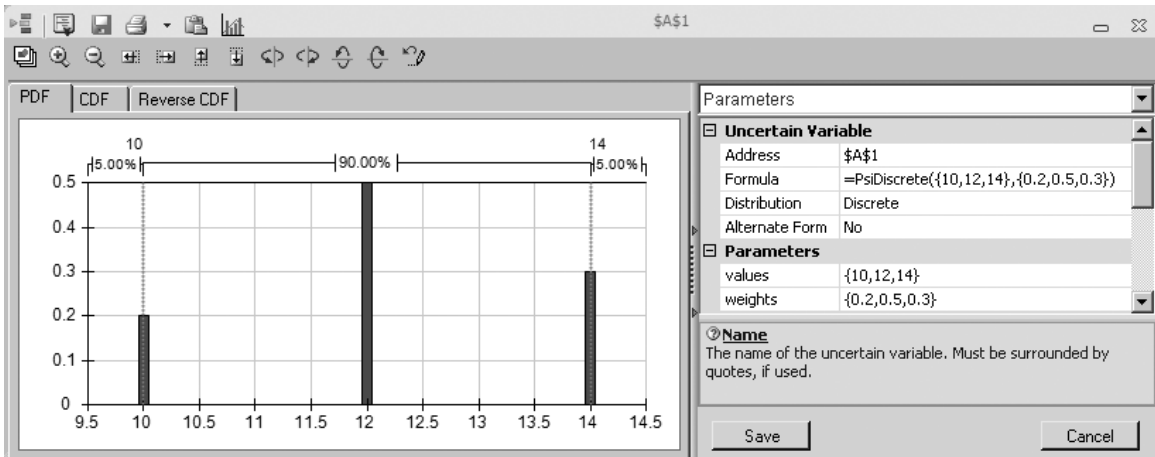 $A$1
PDF
CDF
Reverse CDF
10
14
5.00%
90.00%
5.00%
0.5
0.4
0.3
0.2
0.1
0
9.5 10 10.5 11 11.5 12 12.5 13 13.5 14 14.5
Parameters
Uncertain Variable
Address $A$1
Formula =PsiDiscrete({10,12,14},{0.2,0.5,0.3})
Distribution Discrete
Alternate Form No
Parameters
values {10,12,14}
weights {0.2,0.5,0.3}
Name
The name of the uncertain variable. Must be surrounded by
quotes, if used.
Save
Cancel